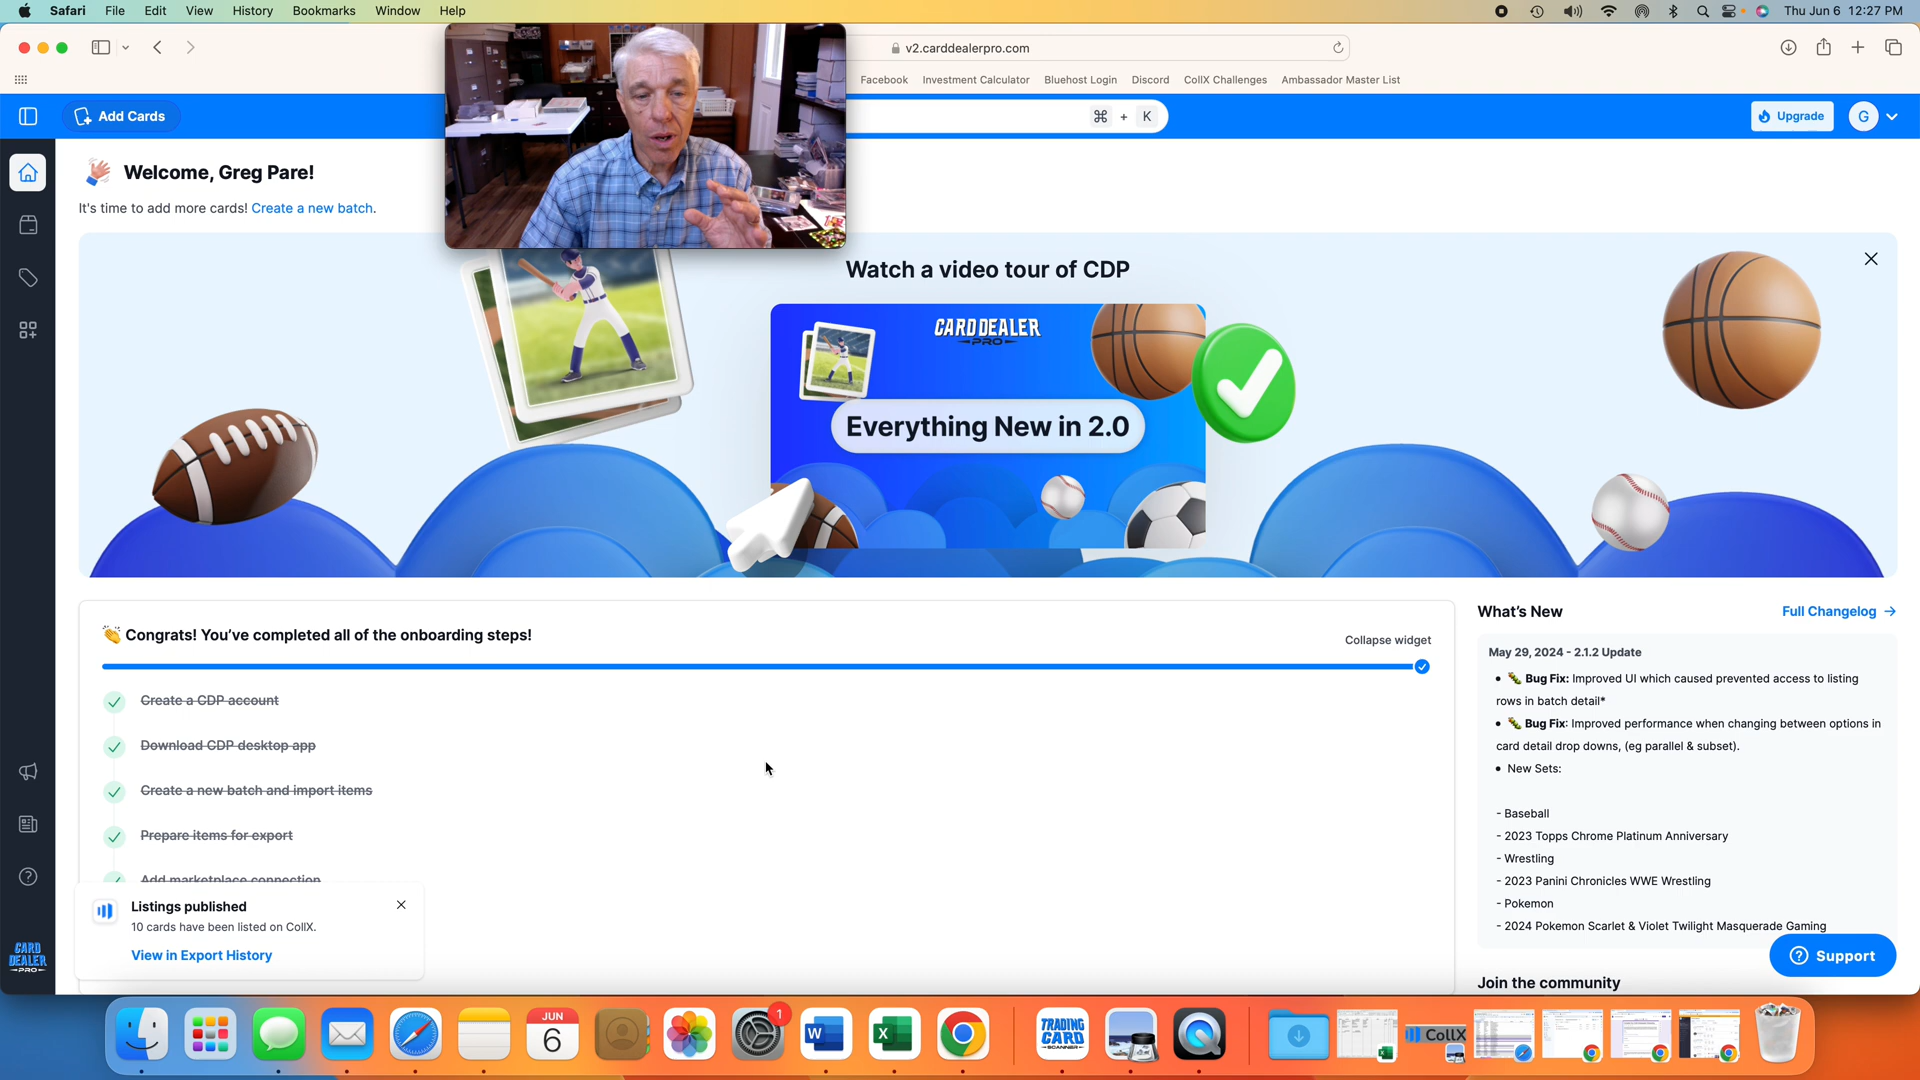 Safari File Edit View History Bookmarks Window Help
Thu Jun 6 12:27 PM
v2.carddealerpro.com
Facebook Investment Calculator Bluehost Login Discord CollX Challenges Ambassador Master List
Add Cards
⌘ + K
Upgrade
G
👋 Welcome, Greg Pare!
It's time to add more cards! Create a new batch.
Watch a video tour of CDP
CARD DEALER
PRO
Everything New in 2.0
👏 Congrats! You've completed all of the onboarding steps!
Collapse widget
Create a CDP account
Download CDP desktop app
Create a new batch and import items
Prepare items for export
Add marketplace connection
Listings published
10 cards have been listed on CollX.
View in Export History
CARD
DEALER
PRO
What's New
Full Changelog →
May 29, 2024 - 2.1.2 Update
• 🐛 Bug Fix: Improved UI which caused prevented access to listing
rows in batch detail*
• 🐛 Bug Fix: Improved performance when changing between options in
card detail drop downs, (eg parallel & subset).
• New Sets:
- Baseball
- 2023 Topps Chrome Platinum Anniversary
- Wrestling
- 2023 Panini Chronicles WWE Wrestling
- Pokemon
- 2024 Pokemon Scarlet & Violet Twilight Masquerade Gaming
Support
Join the community
JUN
6
1
W
X
TRADING
CARD
SCANNER
CollX